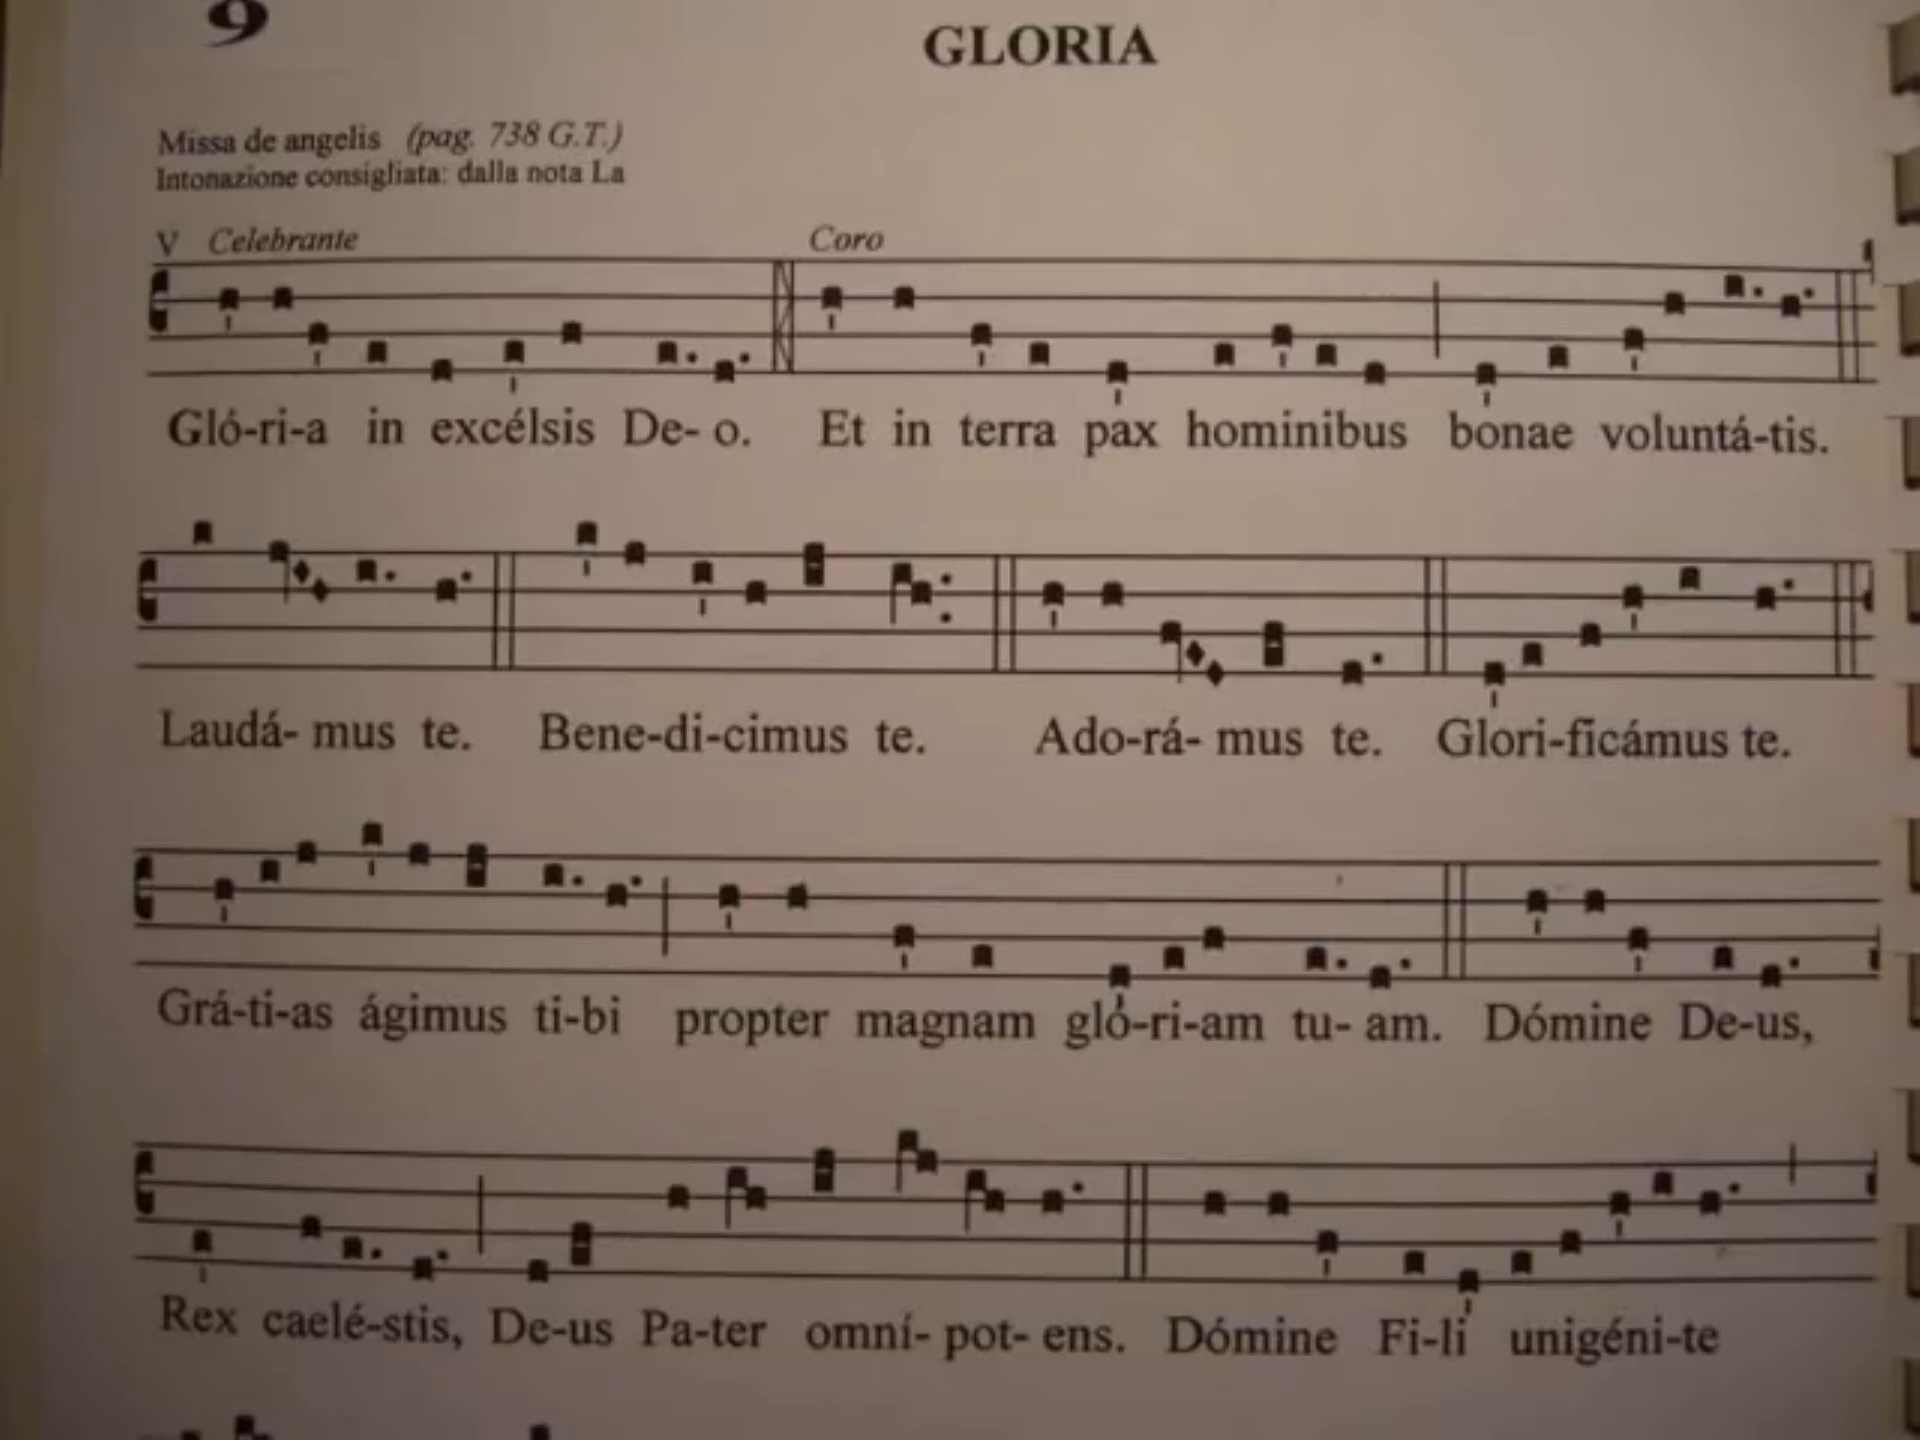 9
GLORIA
Missa de angelis (pag. 738 G.T.)
Intonazione consigliata: dalla nota La
V Celebrante Coro
Gló-ri-a in excélsis De- o. Et in terra pax hominibus bonae voluntá-tis.
Laudá- mus te. Bene-di-cimus te. Ado-rá- mus te. Glori-ficámus te.
Grá-ti-as ágimus ti-bi propter magnam gló-ri-am tu- am. Dómine De-us,
Rex caelé-stis, De-us Pa-ter omní- pot- ens. Dómine Fi-li unigéni-te